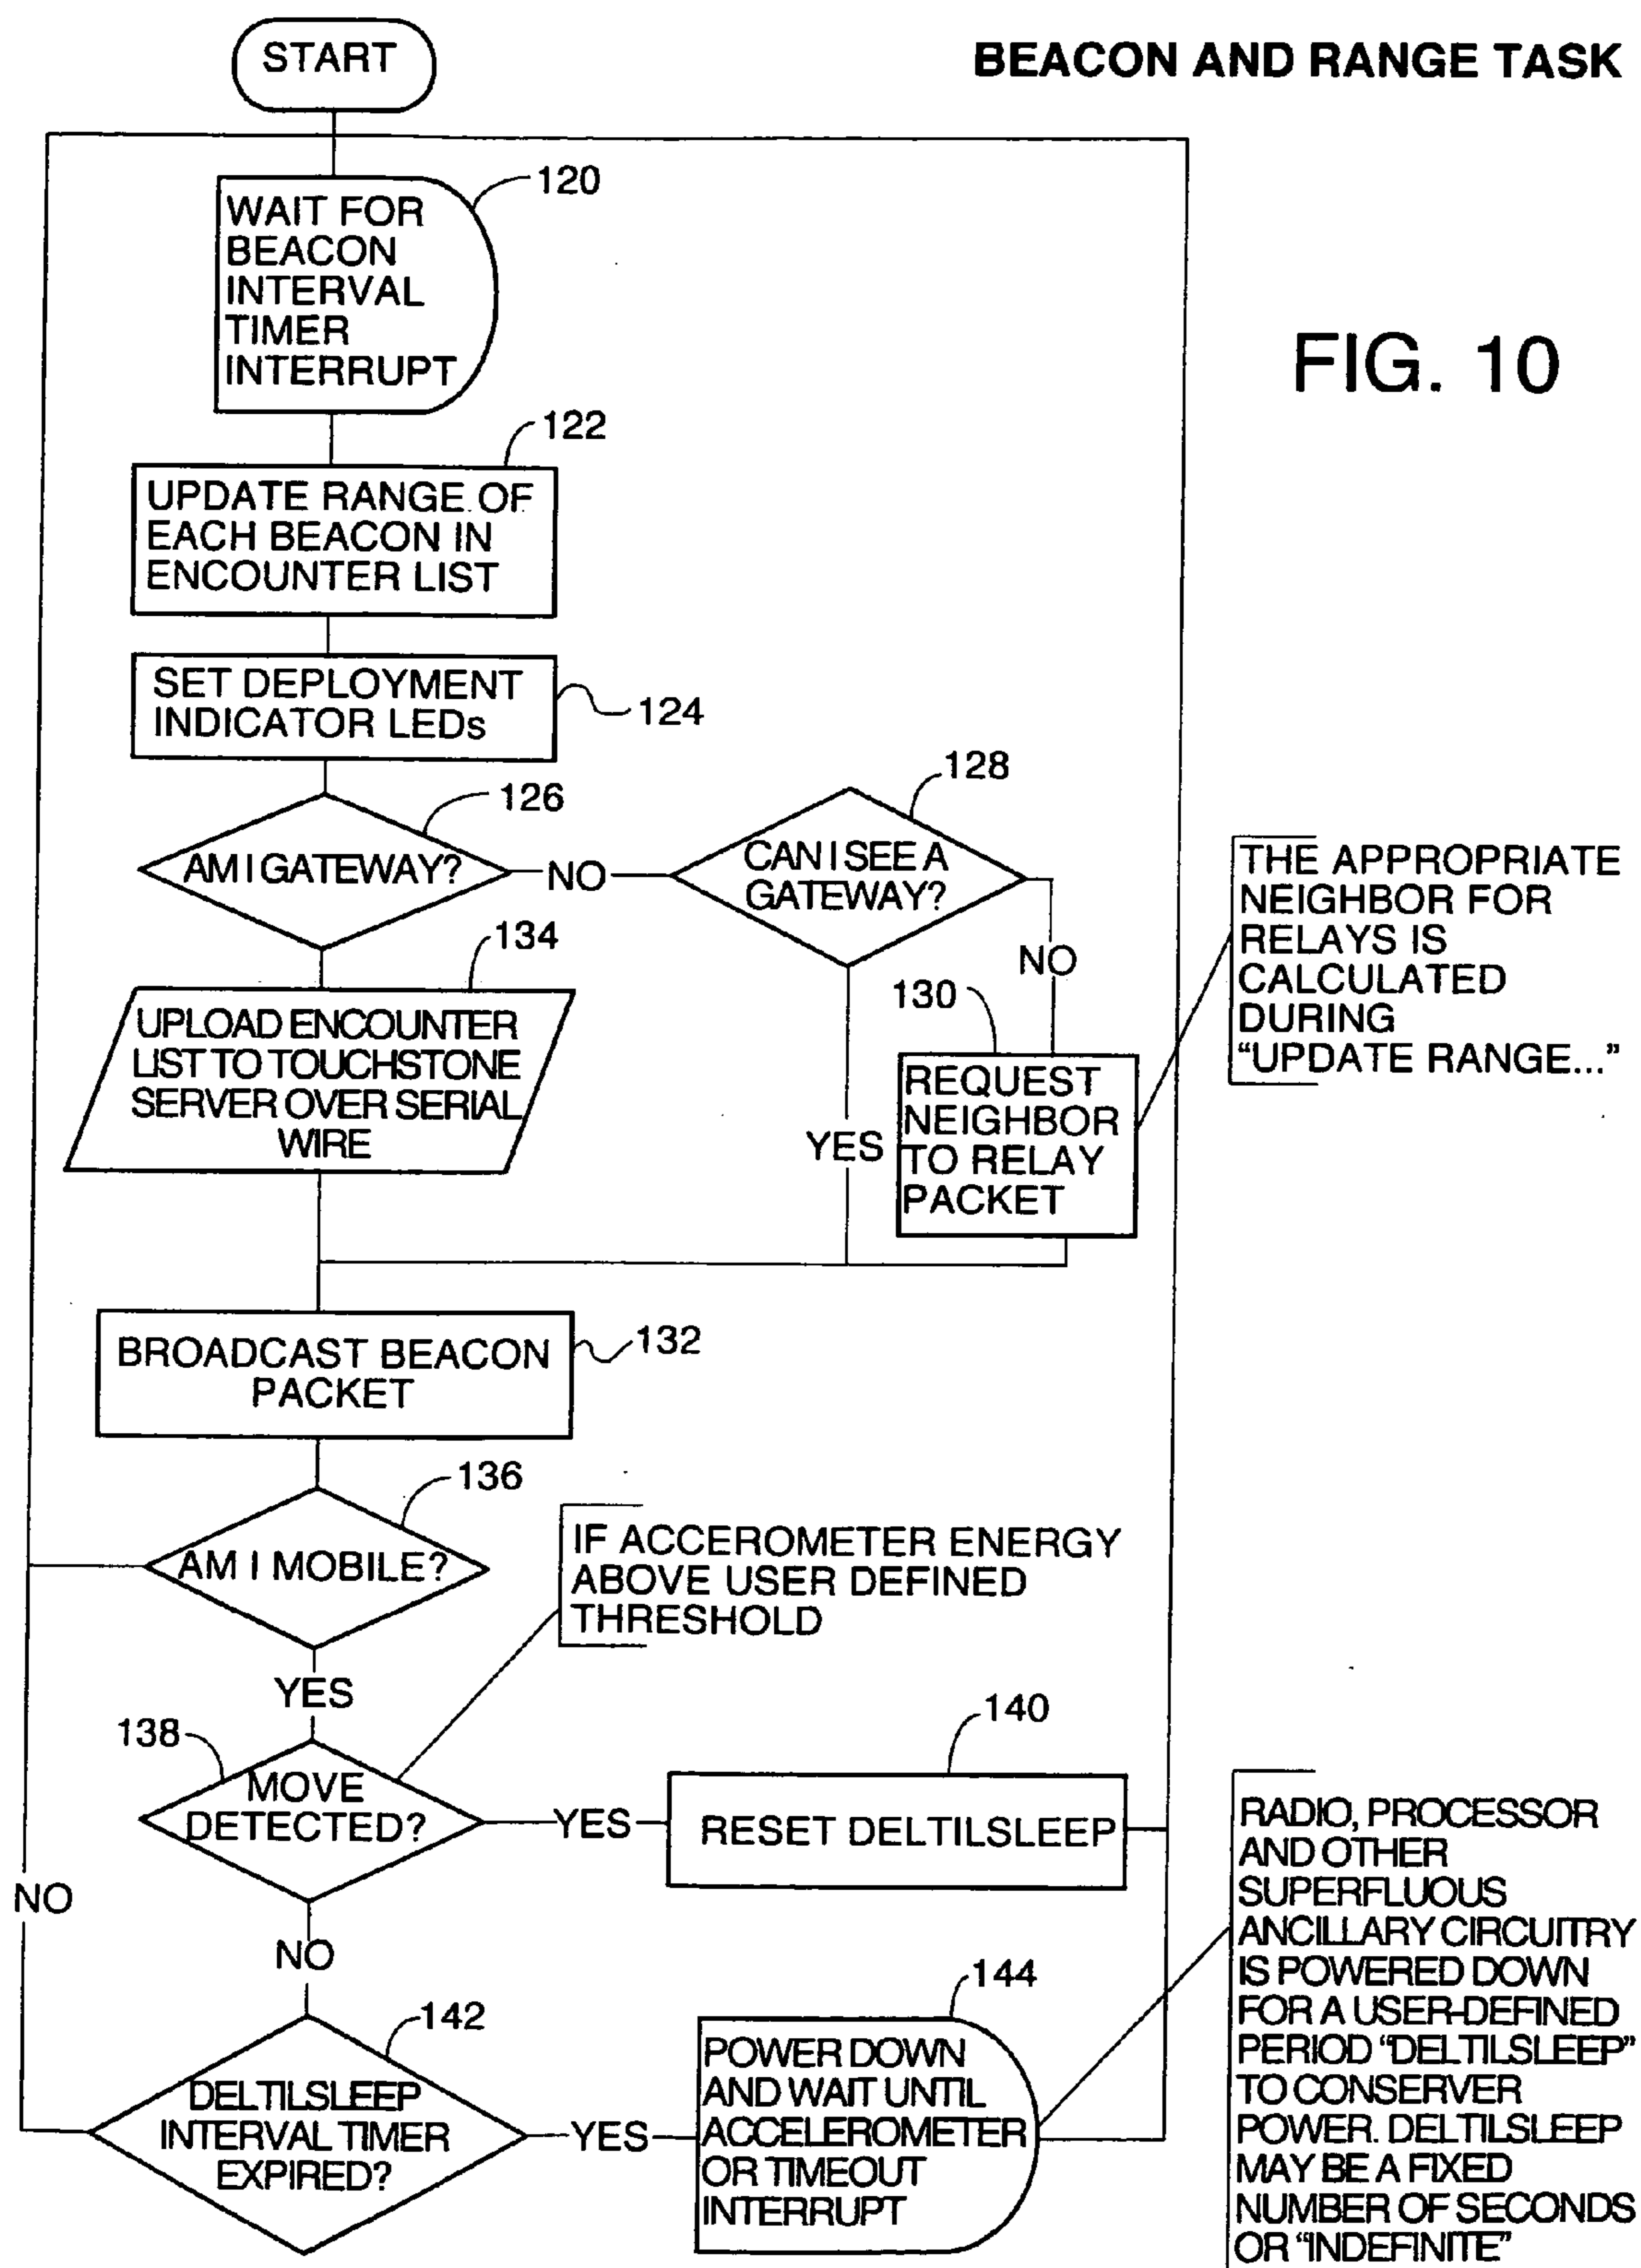 START
BEACON AND RANGE TASK
120
WAIT FOR
BEACON
INTERVAL
TIMER
INTERRUPT
FIG. 10
122
UPDATE RANGE OF
EACH BEACON IN
ENCOUNTER LIST
SET DEPLOYMENT
INDICATOR LEDs
124
126
AM I GATEWAY?
NO
128
CAN I SEE A
GATEWAY?
NO
YES
THE APPROPRIATE
NEIGHBOR FOR
RELAYS IS
CALCULATED
DURING
“UPDATE RANGE...”
134
UPLOAD ENCOUNTER
LIST TO TOUCHSTONE
SERVER OVER SERIAL
WIRE
130
REQUEST
NEIGHBOR
TO RELAY
PACKET
BROADCAST BEACON
PACKET
132
136
AM I MOBILE?
IF ACCEROMETER ENERGY
ABOVE USER DEFINED
THRESHOLD
YES
138
MOVE
DETECTED?
YES
140
RESET DELTILSLEEP
NO
NO
142
DELTILSLEEP
INTERVAL TIMER
EXPIRED?
YES
144
POWER DOWN
AND WAIT UNTIL
ACCELEROMETER
OR TIMEOUT
INTERRUPT
RADIO, PROCESSOR
AND OTHER
SUPERFLUOUS
ANCILLARY CIRCUITRY
IS POWERED DOWN
FOR A USER-DEFINED
PERIOD “DELTILSLEEP”
TO CONSERVER
POWER. DELTILSLEEP
MAY BE A FIXED
NUMBER OF SECONDS
OR “INDEFINITE”